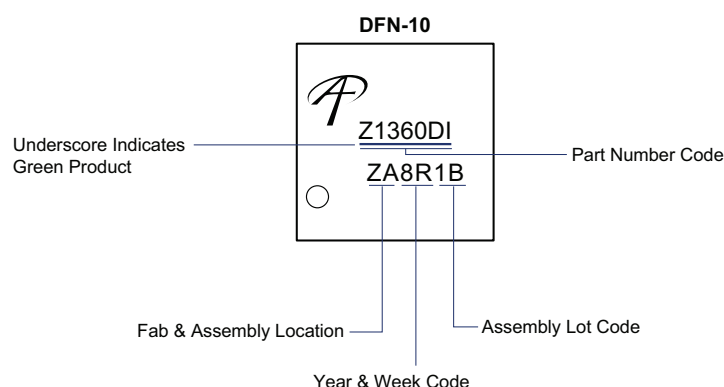 DFN-10
Z1360DI
Underscore Indicates
Green Product
Part Number Code
ZA8R1B
Fab & Assembly Location
Assembly Lot Code
Year & Week Code